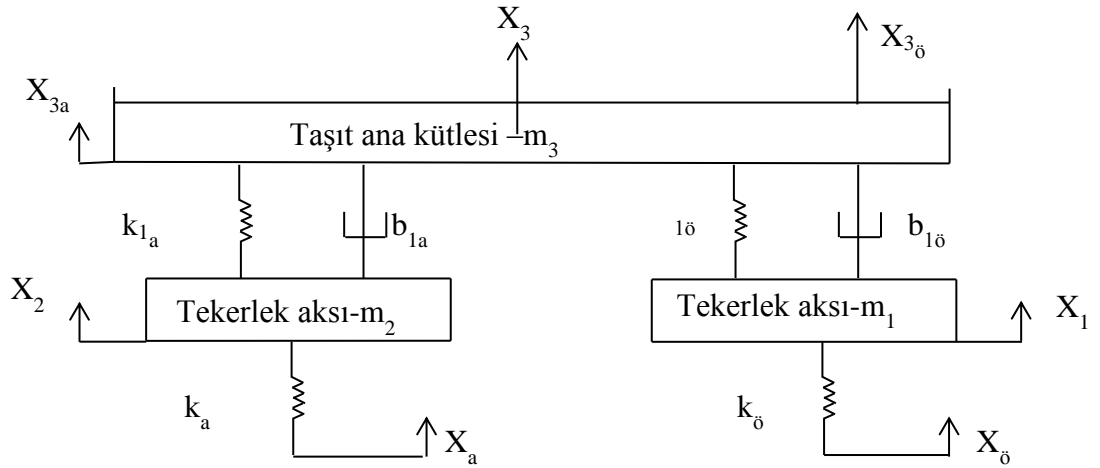 X3
X3ö
X3a
Taşıt ana kütlesi –m3
k1a
b1a
1ö
b1ö
X2
Tekerlek aksı-m2
Tekerlek aksı-m1
X1
ka
Xa
kö
Xö